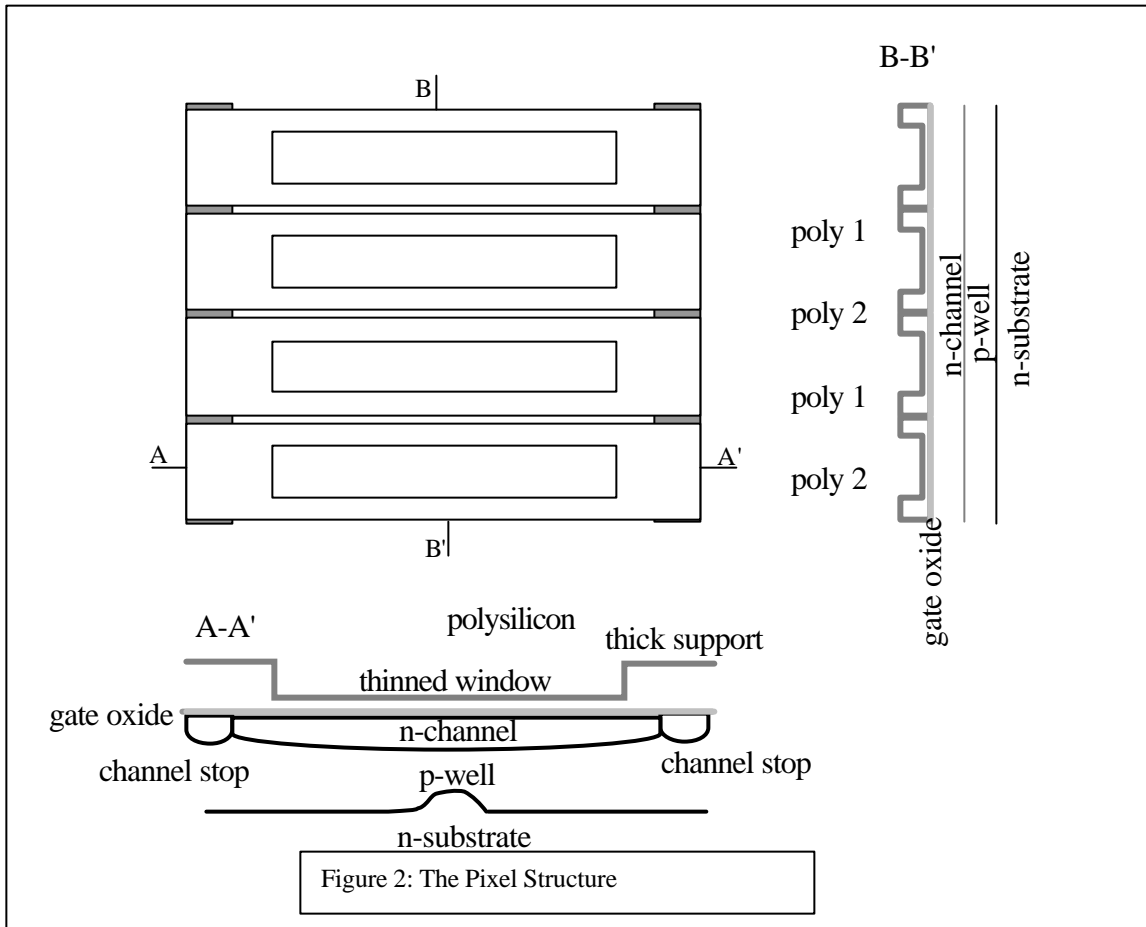 B
B-B'
poly 1
poly 2
poly 1
poly 2
n-channel
p-well
n-substrate
gate oxide
A
A'
B'
A-A'
polysilicon
thick support
thinned window
gate oxide
n-channel
channel stop
channel stop
p-well
n-substrate
Figure 2: The Pixel Structure